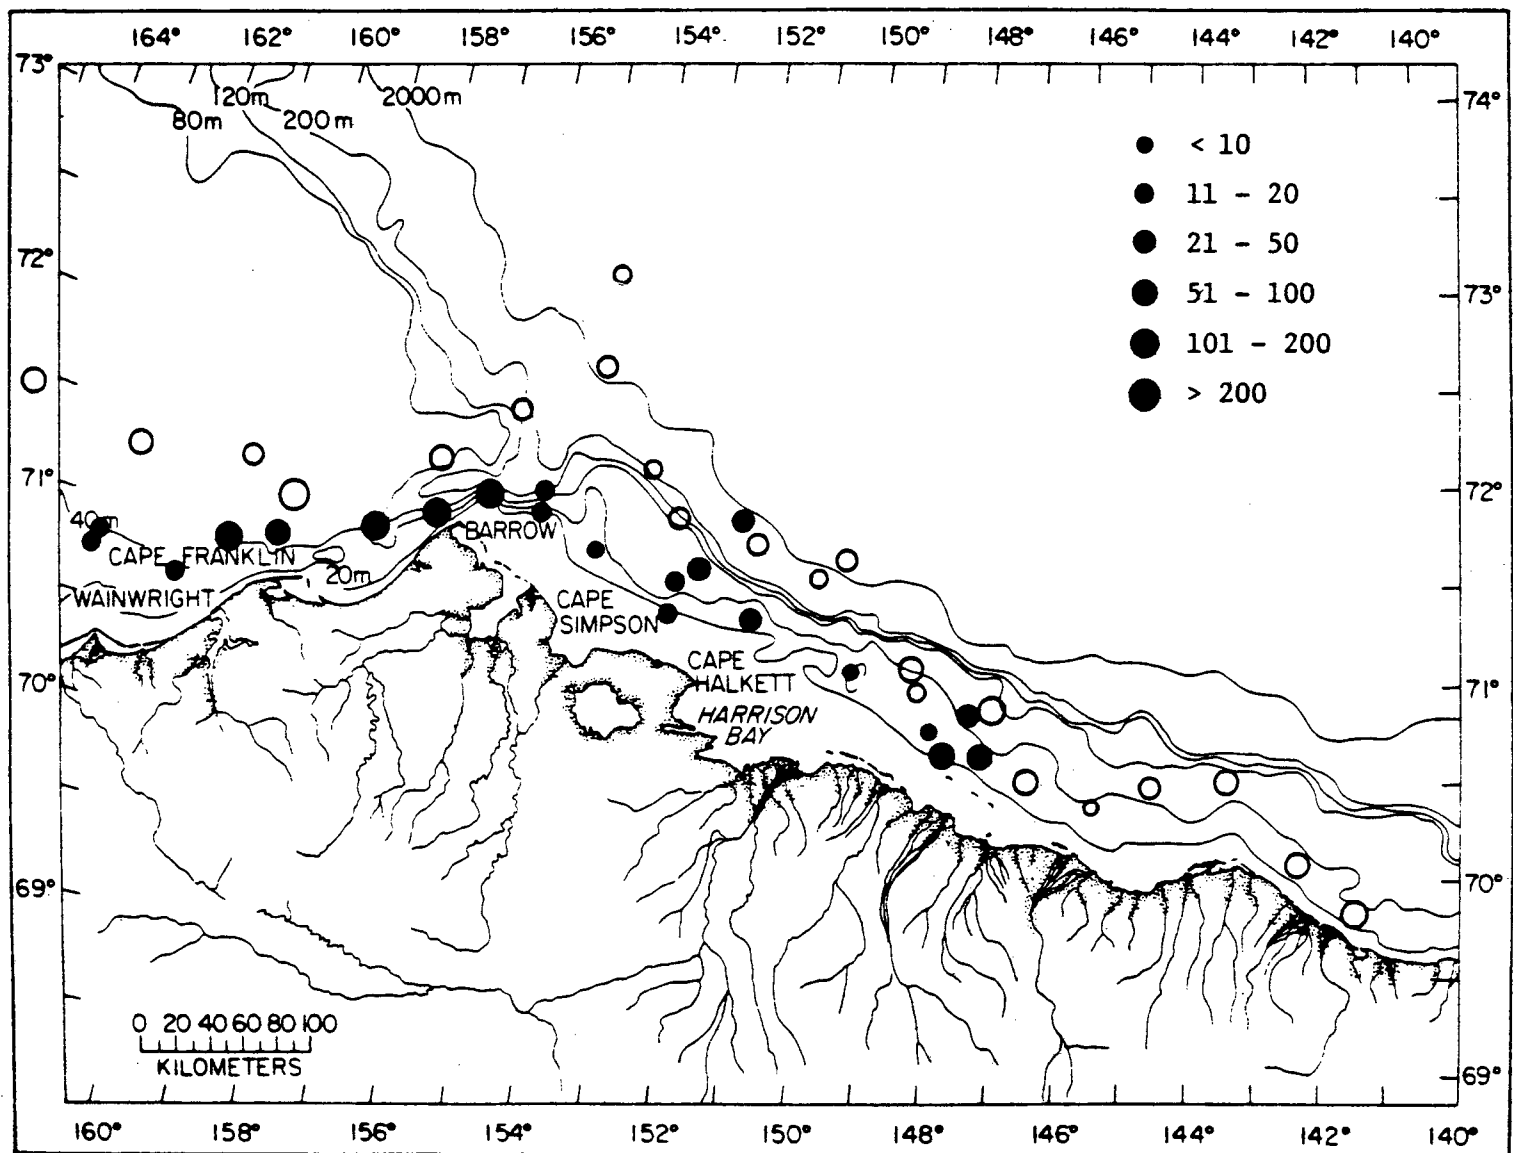 164° 162° 160° 158° 156° 154° 152° 150° 148° 146° 144° 142° 140°
73°
120m 2000m
80m 200m
74°
< 10
11 - 20
21 - 50
51 - 100
101 - 200
> 200
72°
73°
71°
72°
40m
BARROW
CAPE FRANKLIN
20m
WAINWRIGHT
CAPE
SIMPSON
CAPE
HALKETT
70°
71°
HARRISON
BAY
69°
70°
0 20 40 60 80 100
KILOMETERS
69°
160° 158° 156° 154° 152° 150° 148° 146° 144° 142° 140°